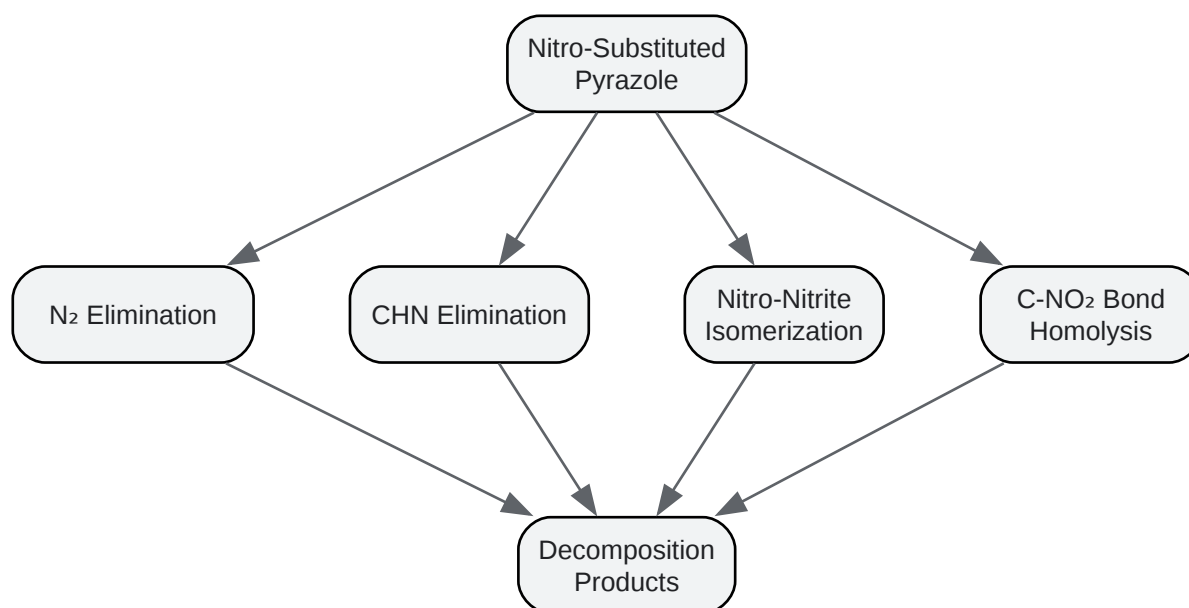 Nitro-Substituted
Pyrazole
N₂ Elimination
CHN Elimination
Nitro-Nitrite
Isomerization
C-NO₂ Bond
Homolysis
Decomposition
Products